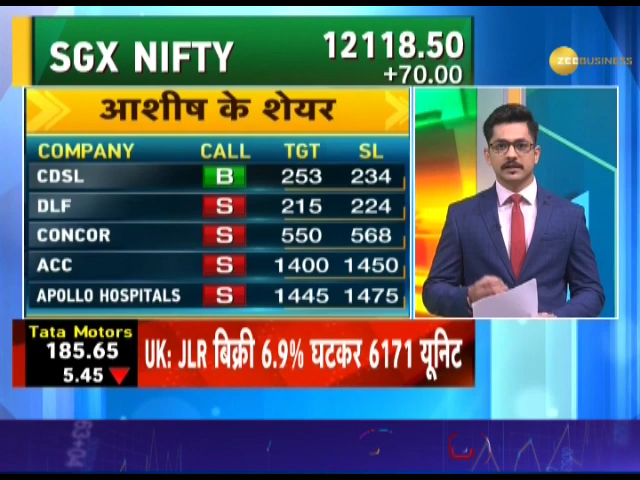 SGX NIFTY
12118.50
+70.00
ZEE BUSINESS
आशीष के शेयर
COMPANY CALL TGT SL
CDSL B 253 234
DLF S 215 224
CONCOR S 550 568
ACC S 1400 1450
APOLLO HOSPITALS S 1445 1475
Tata Motors
185.65
5.45
UK: JLR बिक्री 6.9% घटकर 6171 यूनिट